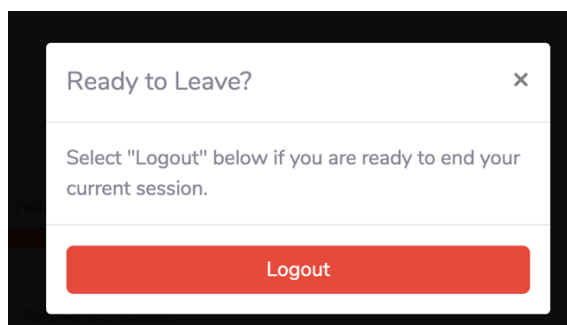 Ready to Leave?
×
Select "Logout" below if you are ready to end your
current session.
Logout